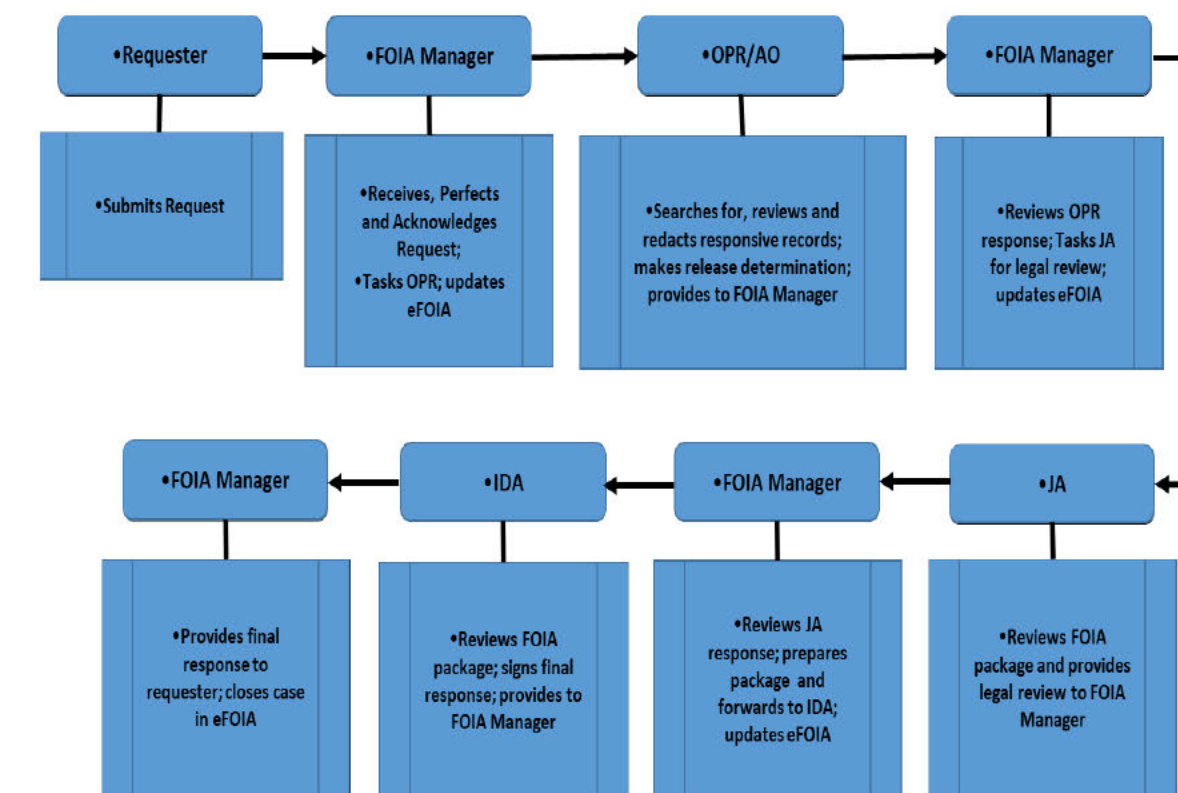 •Requester
•FOIA Manager
•OPR/AO
•FOIA Manager
•Submits Request
•Receives, Perfects
and Acknowledges
Request;
•Tasks OPR; updates
eFOIA
•Searches for, reviews and
redacts responsive records;
makes release determination;
provides to FOIA Manager
•Reviews OPR
response; Tasks JA
for legal review;
updates eFOIA
•FOIA Manager
•IDA
•FOIA Manager
•JA
•Provides final
response to
requester; closes case
in eFOIA
•Reviews FOIA
package; signs final
response; provides to
FOIA Manager
•Reviews JA
response; prepares
package and
forwards to IDA;
updates eFOIA
•Reviews FOIA
package and provides
legal review to FOIA
Manager